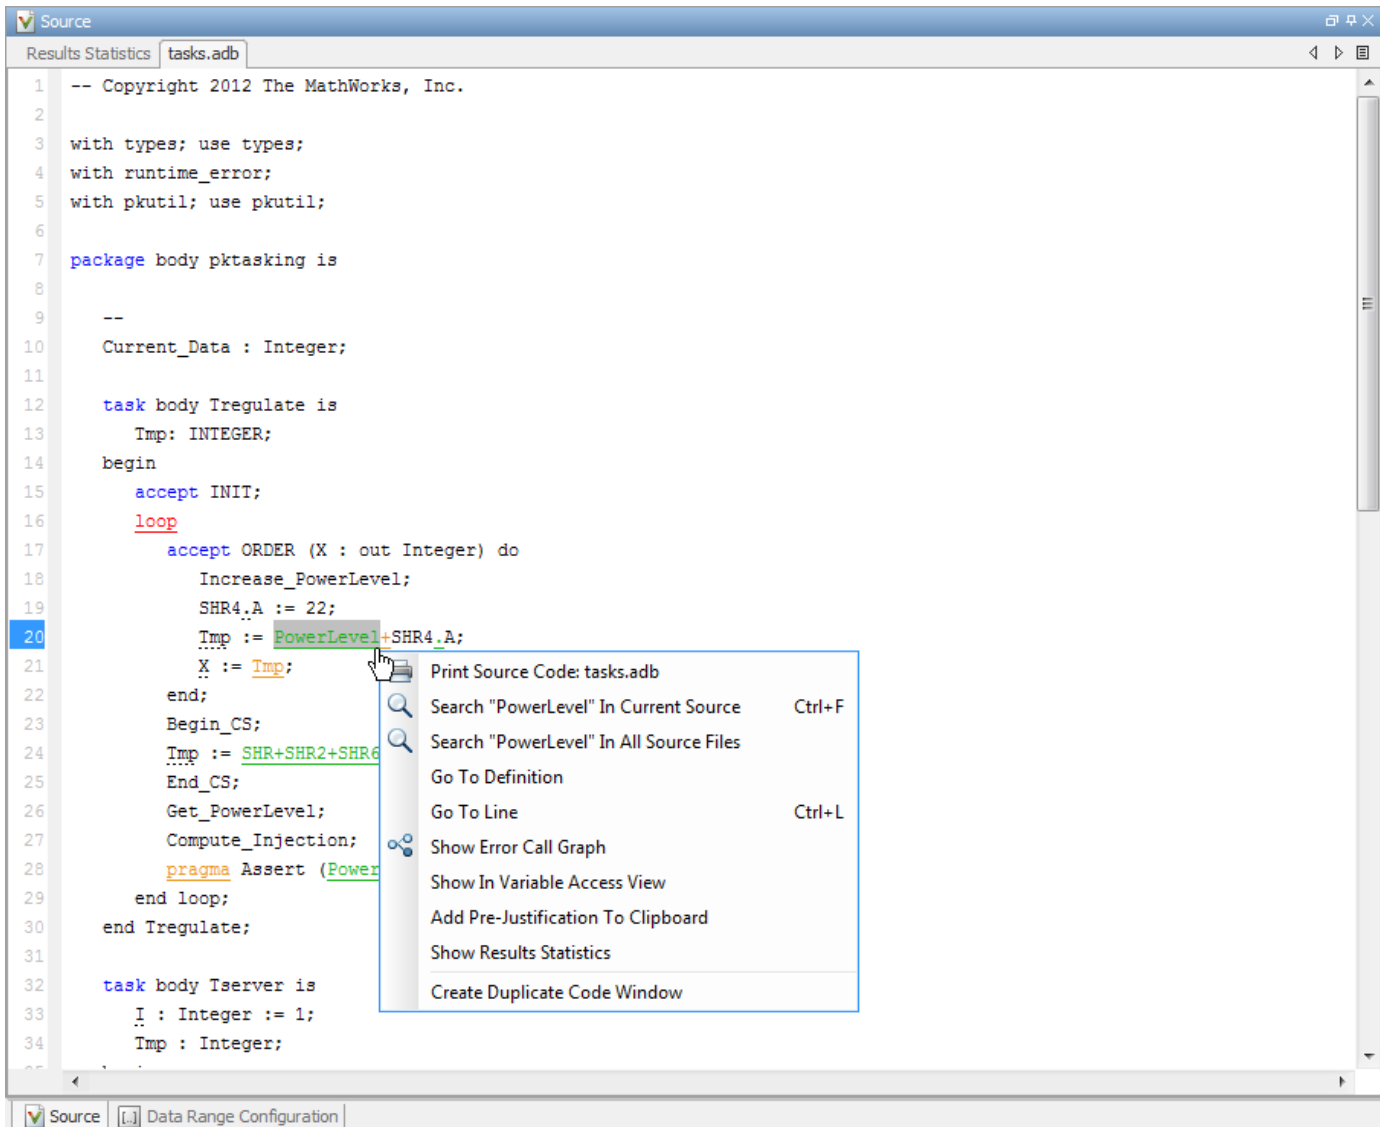 Source
Results Statistics tasks.adb
1 -- Copyright 2012 The MathWorks, Inc.
2
3 with types; use types;
4 with runtime_error;
5 with pkutil; use pkutil;
6
7 package body pktasking is
8
9 --
10 Current_Data : Integer;
11
12 task body Tregulate is
13 Tmp: INTEGER;
14 begin
15 accept INIT;
16 loop
17 accept ORDER (X : out Integer) do
18 Increase_PowerLevel;
19 SHR4.A := 22;
20 Tmp := PowerLevel+SHR4.A;
21 X := Tmp;
22 end;
23 Begin_CS;
24 Tmp := SHR+SHR2+SHR6
25 End_CS;
26 Get_PowerLevel;
27 Compute_Injection;
28 pragma Assert (Power
29 end loop;
30 end Tregulate;
31
32 task body Tserver is
33 I : Integer := 1;
34 Tmp : Integer;
Print Source Code: tasks.adb
Search "PowerLevel" In Current Source Ctrl+F
Search "PowerLevel" In All Source Files
Go To Definition
Go To Line Ctrl+L
Show Error Call Graph
Show In Variable Access View
Add Pre-Justification To Clipboard
Show Results Statistics
Create Duplicate Code Window
Source [..] Data Range Configuration